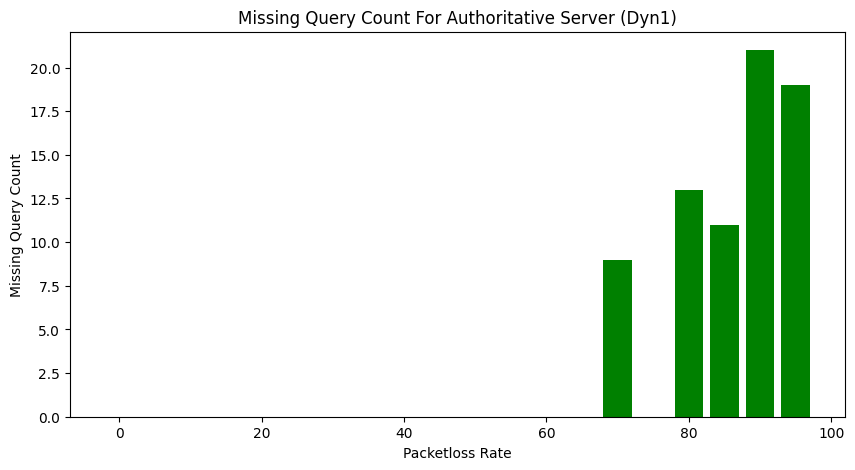 Missing Query Count For Authoritative Server (Dyn1)
20.0
17.5
15.0
12.5
10.0
7.5
5.0
2.5
0.0
Missing Query Count
0 20 40 60 80 100
Packetloss Rate